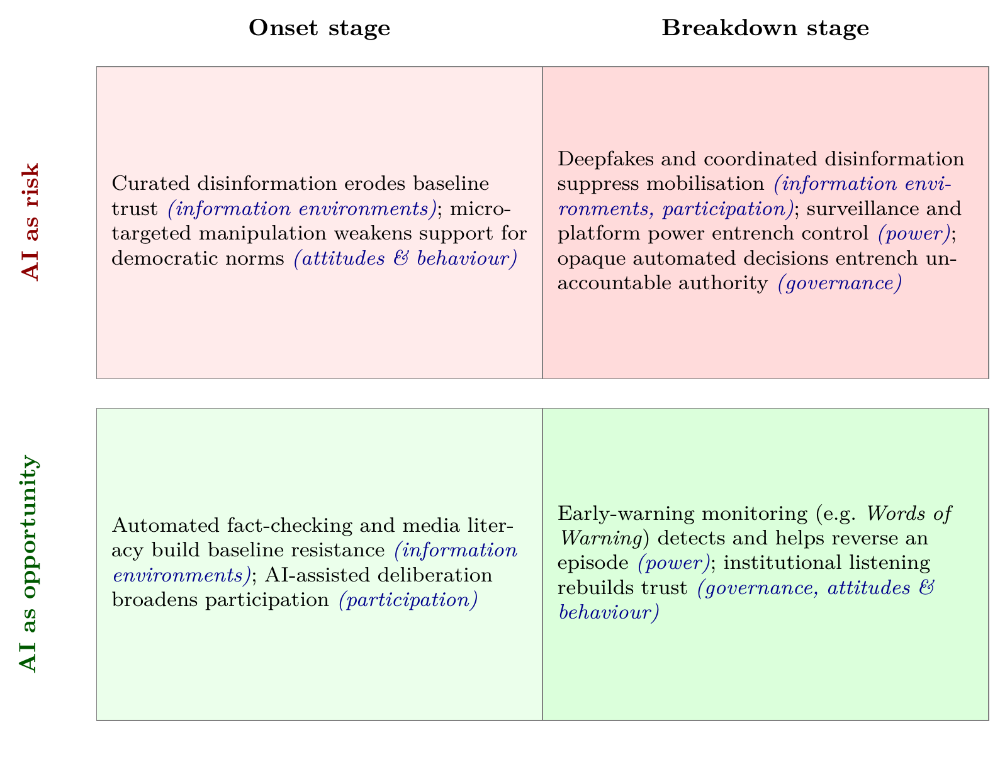 Onset stage
Breakdown stage
AI as risk
Curated disinformation erodes baseline
trust (information environments); micro-
targeted manipulation weakens support for
democratic norms (attitudes & behaviour)
Deepfakes and coordinated disinformation
suppress mobilisation (information envi-
ronments, participation); surveillance and
platform power entrench control (power);
opaque automated decisions entrench un-
accountable authority (governance)
AI as opportunity
Automated fact-checking and media liter-
acy build baseline resistance (information
environments); AI-assisted deliberation
broadens participation (participation)
Early-warning monitoring (e.g. Words of
Warning) detects and helps reverse an
episode (power); institutional listening
rebuilds trust (governance, attitudes &
behaviour)